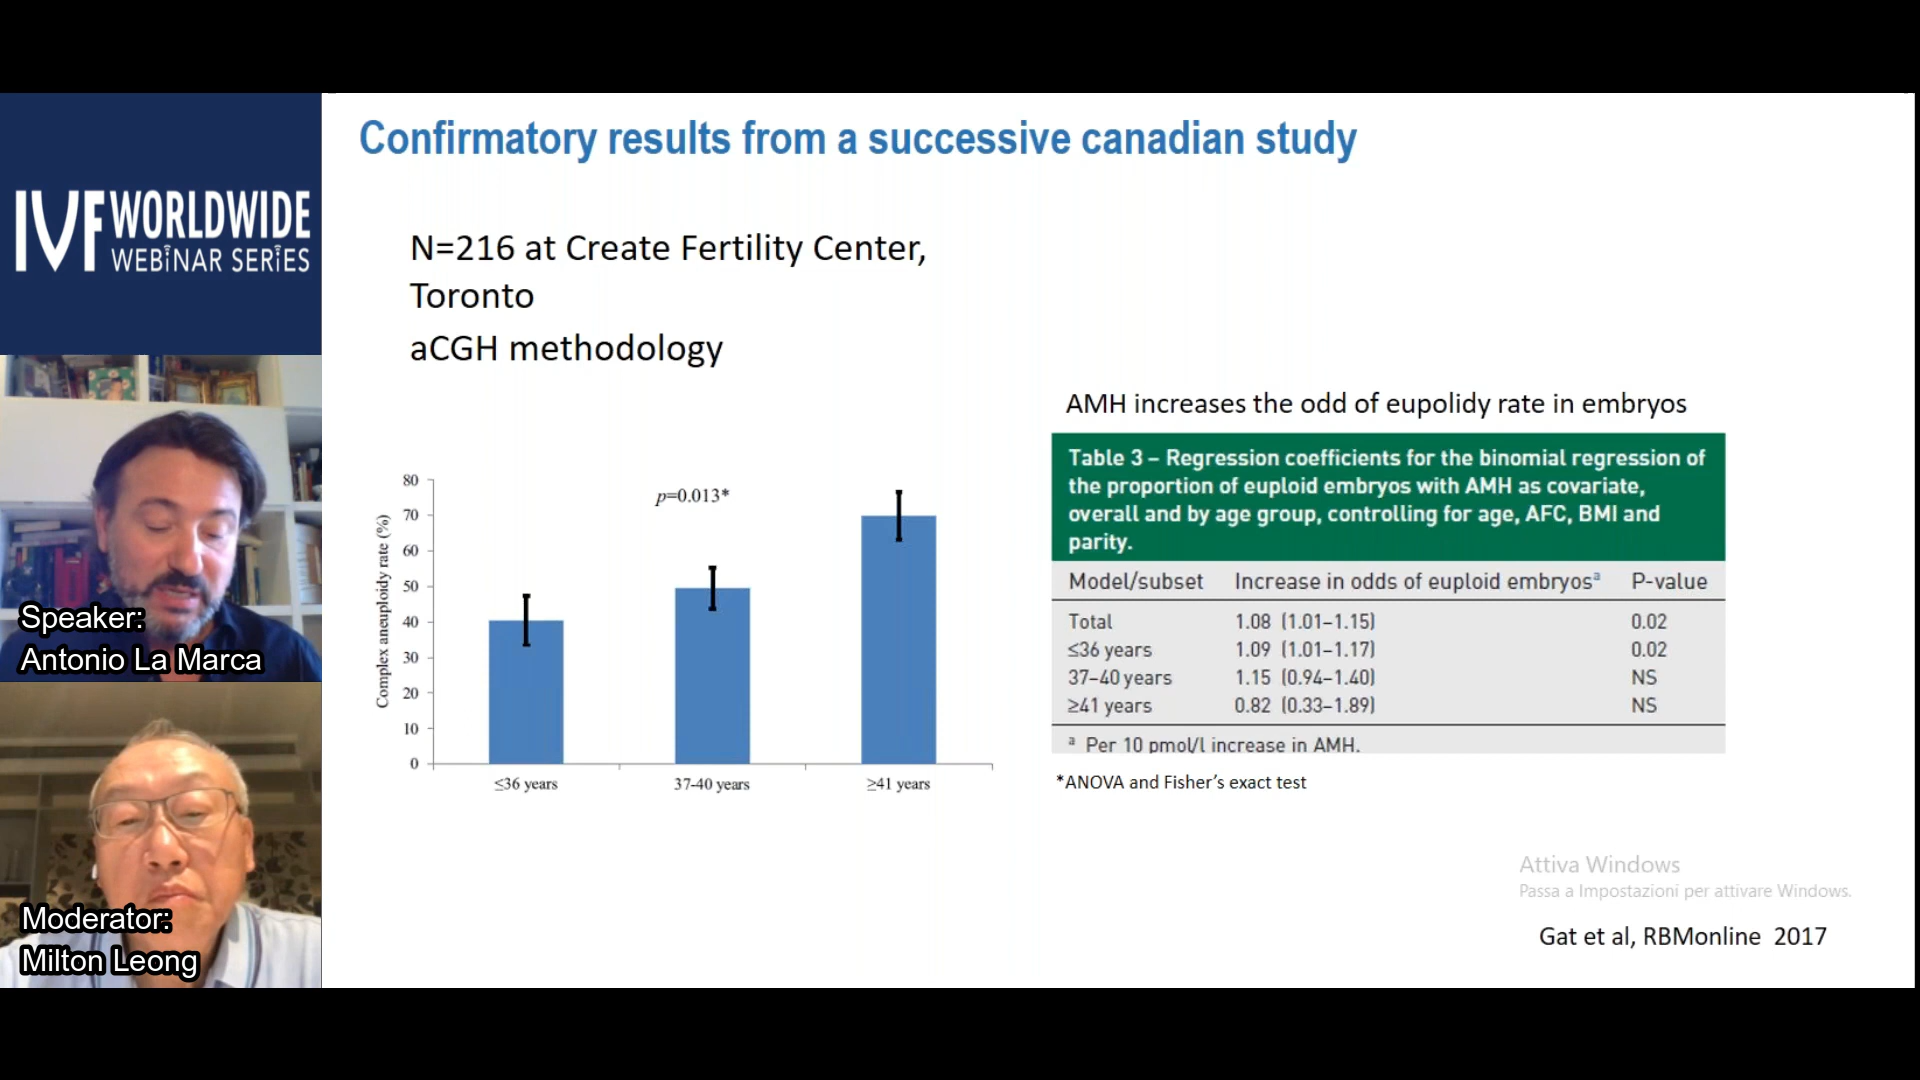 Confirmatory results from a successive canadian study
IVF WORLDWIDE
WEBiNAR SERiES
N=216 at Create Fertility Center,
Toronto
aCGH methodology
Speaker:
Antonio La Marca
Moderator:
Milton Leong
Complex aneuploidy rate (%)
80
70
60
50
40
30
20
10
0
p=0.013*
≤36 years
37-40 years
≥41 years
AMH increases the odd of eupolidy rate in embryos
Table 3 – Regression coefficients for the binomial regression of
the proportion of euploid embryos with AMH as covariate,
overall and by age group, controlling for age, AFC, BMI and
parity.
Model/subset Increase in odds of euploid embryosᵃ P-value
Total 1.08 (1.01–1.15) 0.02
≤36 years 1.09 (1.01–1.17) 0.02
37–40 years 1.15 (0.94–1.40) NS
≥41 years 0.82 (0.33–1.89) NS
ᵃ Per 10 pmol/l increase in AMH.
*ANOVA and Fisher’s exact test
Attiva Windows
Passa a Impostazioni per attivare Windows.
Gat et al, RBMonline 2017